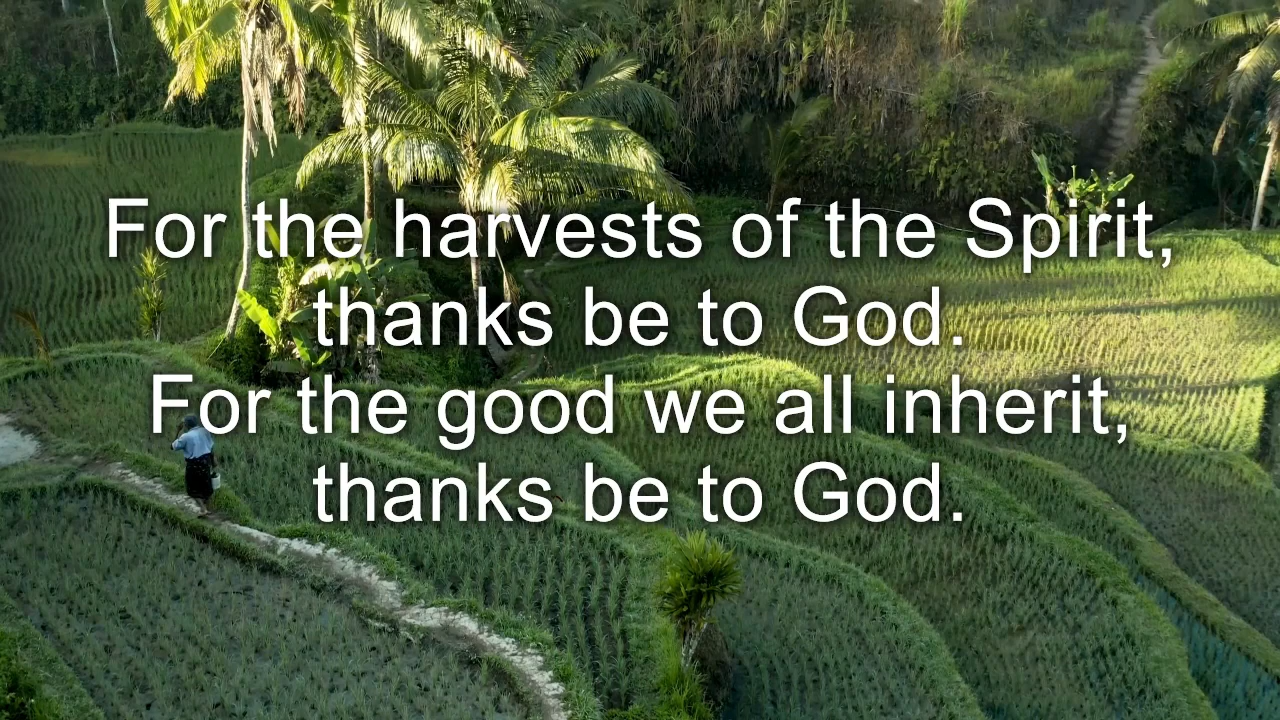 For the harvests of the Spirit,
thanks be to God.
For the good we all inherit,
thanks be to God.